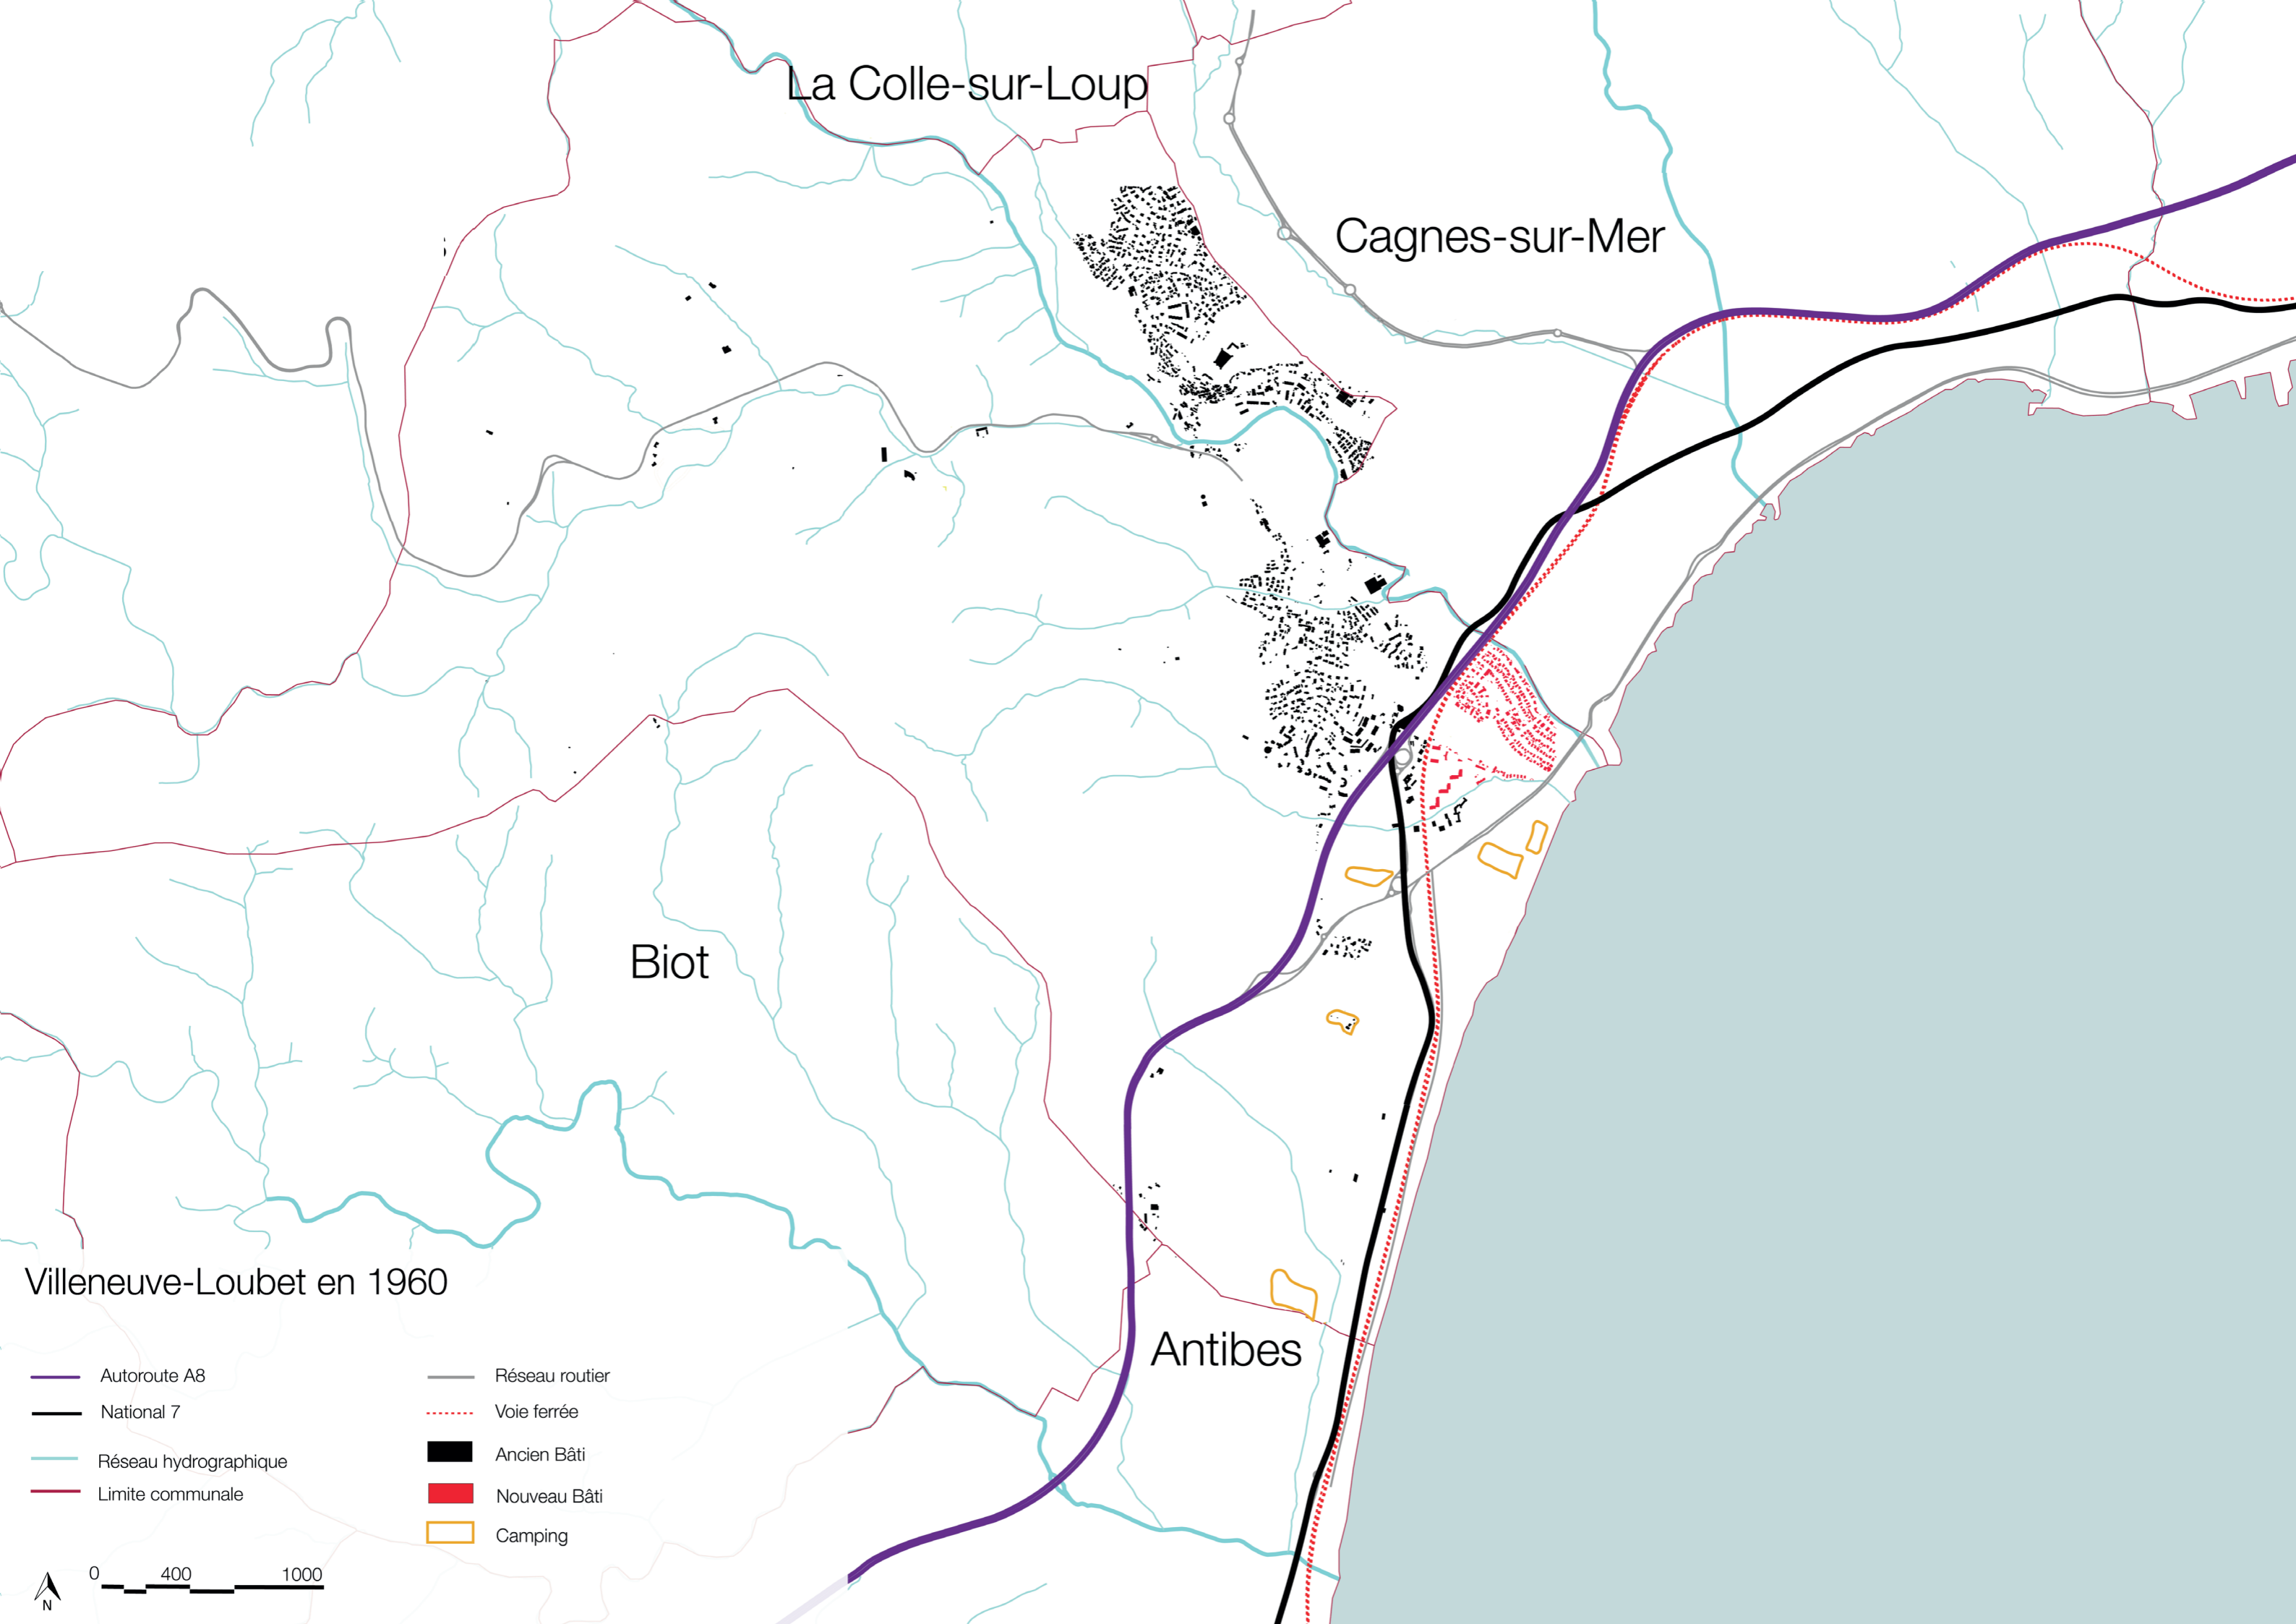 La Colle-sur-Loup
Cagnes-sur-Mer
Biot
Antibes
Villeneuve-Loubet en 1960
Autoroute A8
National 7
Réseau hydrographique
Limite communale
Réseau routier
Voie ferrée
Ancien Bâti
Nouveau Bâti
Camping
0 400 1000
N